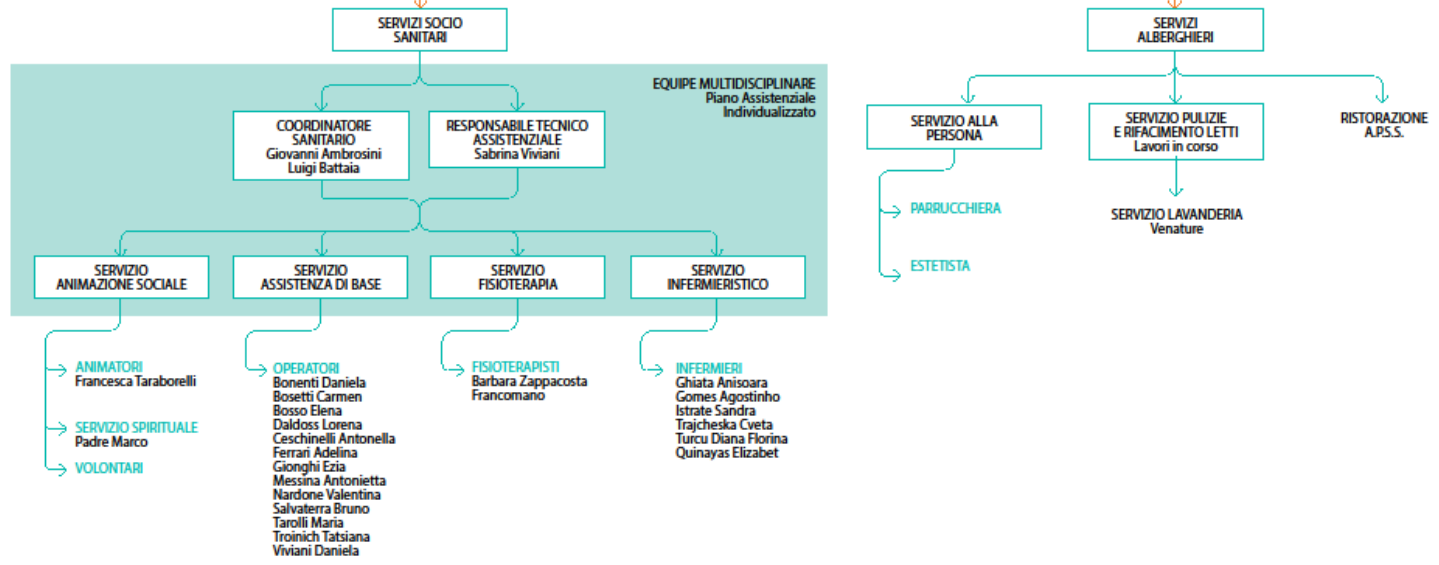 SERVIZI SOCIO
SANITARI
EQUIPE MULTIDISCIPLINARE
Piano Assistenziale
Individualizzato
COORDINATORE
SANITARIO
Giovanni Ambrosini
Luigi Battaia
RESPONSABILE TECNICO
ASSISTENZIALE
Sabrina Viviani
SERVIZIO
ANIMAZIONE SOCIALE
SERVIZIO
ASSISTENZA DI BASE
SERVIZIO
FISIOTERAPIA
SERVIZIO
INFERMIERISTICO
ANIMATORI
Francesca Taraborelli
SERVIZIO SPIRITUALE
Padre Marco
VOLONTARI
OPERATORI
Bonenti Daniela
Bosetti Carmen
Bosso Elena
Daldoss Lorena
Ceschinelli Antonella
Ferrari Adelina
Gionghi Ezia
Messina Antonietta
Nardone Valentina
Salvaterra Bruno
Tarolli Maria
Troinich Tatsiana
Viviani Daniela
FISIOTERAPISTI
Barbara Zappacosta
Francomano
INFERMIERI
Ghiata Anisoara
Gomes Agostinho
Istrate Sandra
Trajcheska Cveta
Turcu Diana Florina
Quinayas Elizabet
SERVIZI
ALBERGHIERI
SERVIZIO ALLA
PERSONA
PARRUCCHIERA
ESTETISTA
SERVIZIO PULIZIE
E RIFACIMENTO LETTI
Lavori in corso
SERVIZIO LAVANDERIA
Venature
RISTORAZIONE
A.P.S.S.